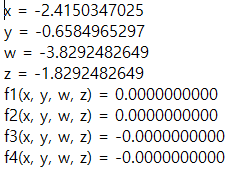 x = -2.4150347025
y = -0.6584965297
w = -3.8292482649
z = -1.8292482649
f1(x, y, w, z) = 0.0000000000
f2(x, y, w, z) = 0.0000000000
f3(x, y, w, z) = -0.0000000000
f4(x, y, w, z) = -0.0000000000